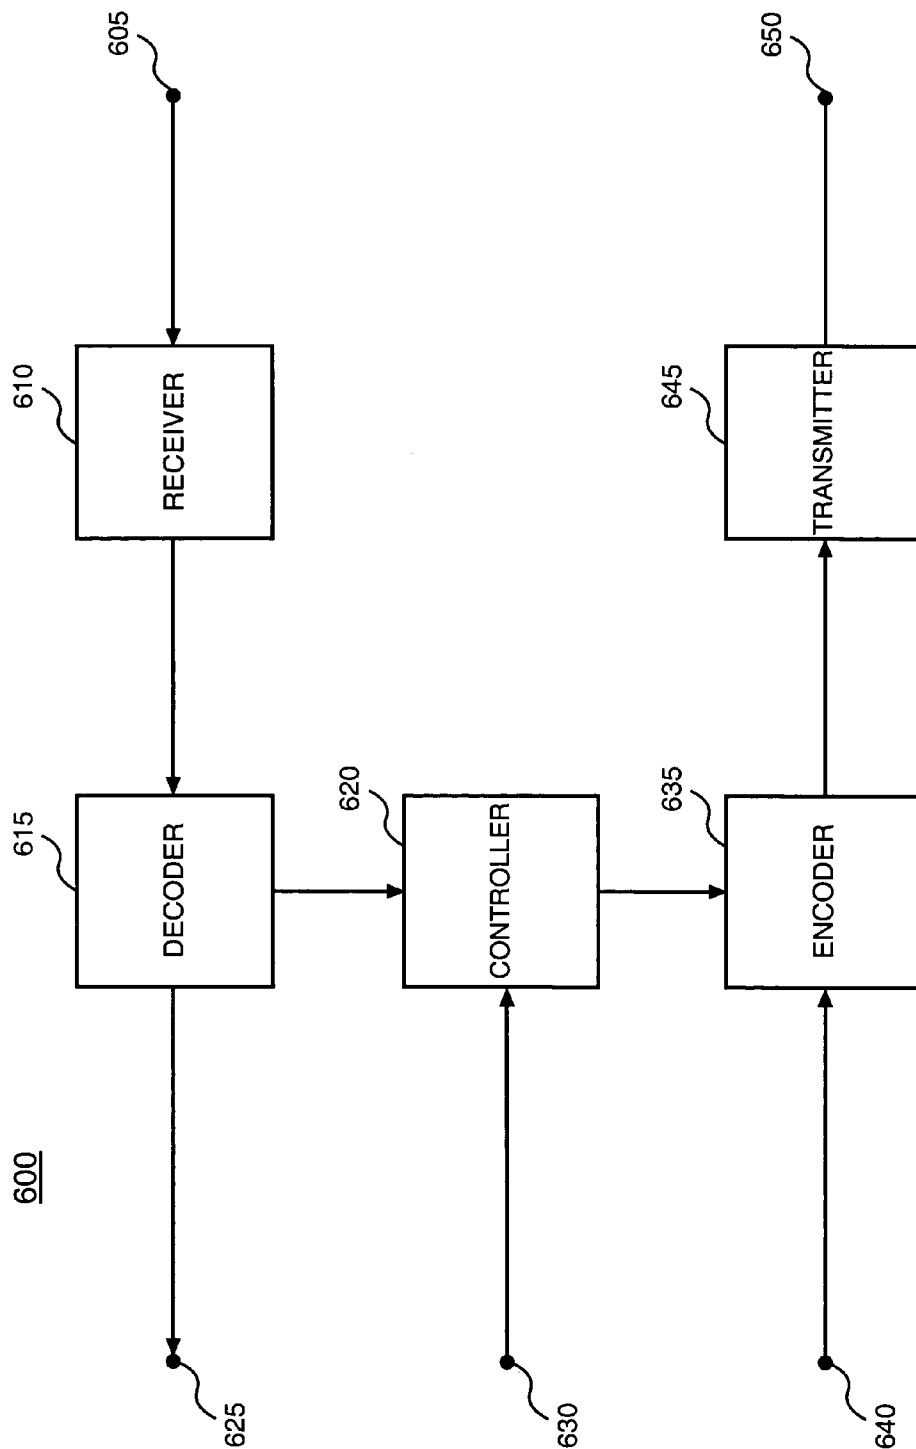 600
605
610
RECEIVER
615
DECODER
625
620
CONTROLLER
630
650
645
TRANSMITTER
635
ENCODER
640